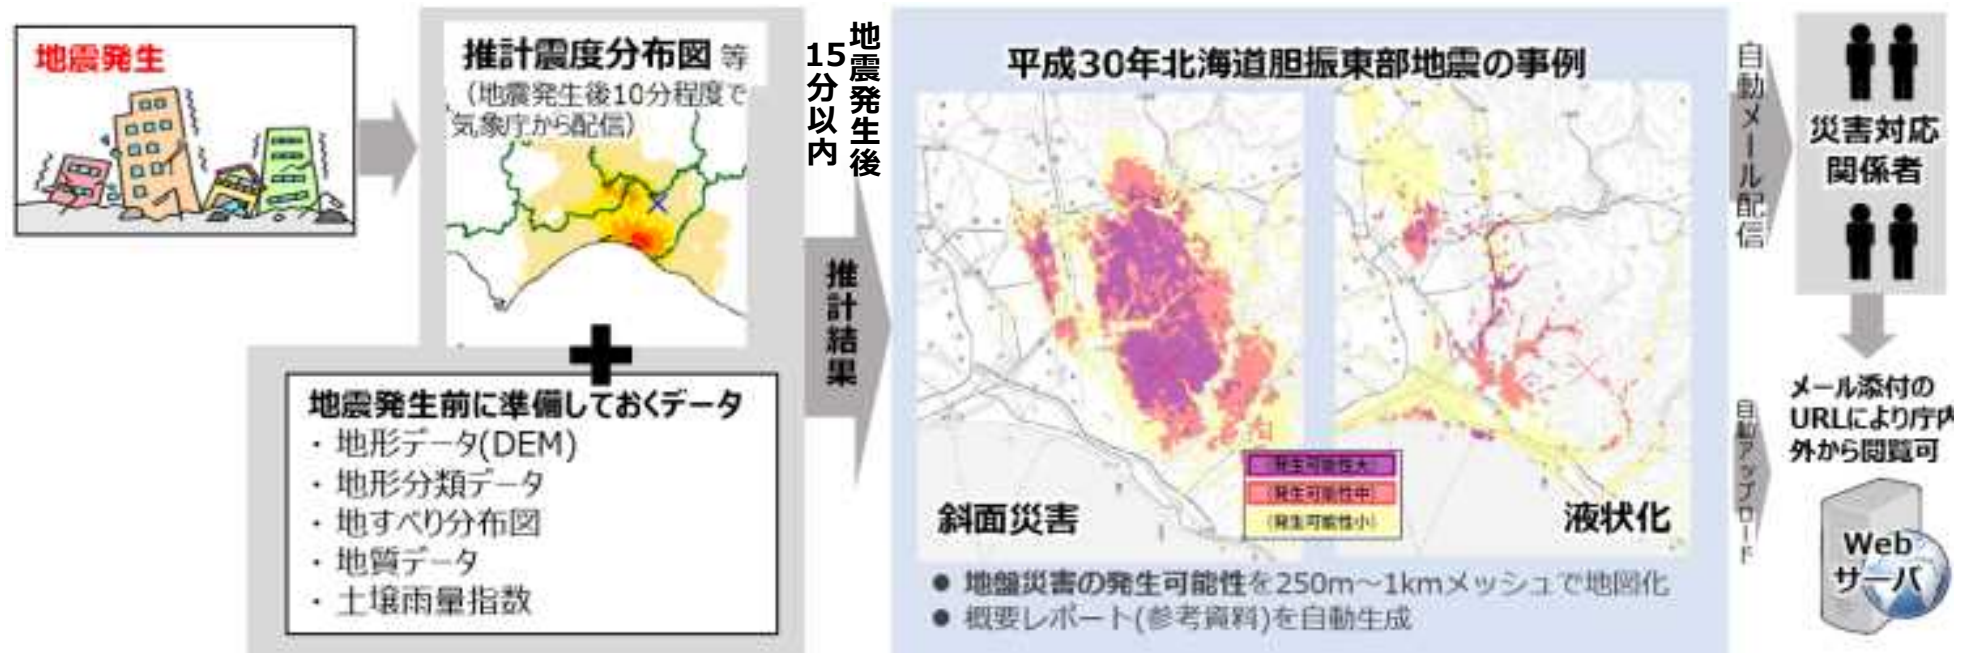 地震発生
推計震度分布図 等
（地震発生後10分程度で
気象庁から配信）
地震発生前に準備しておくデータ
・ 地形データ(DEM)
・ 地形分類データ
・ 地すべり分布図
・ 地質データ
・ 土壌雨量指数
地震発生後
15分以内
推計結果
平成30年北海道胆振東部地震の事例
斜面災害
（発生可能性大）
（発生可能性中）
（発生可能性小）
液状化
● 地盤災害の発生可能性を250m～1kmメッシュで地図化
● 概要レポート(参考資料)を自動生成
自動メール配信
災害対応
関係者
自動アップロード
メール添付の
URLにより庁内
外から閲覧可
Web
サーバ